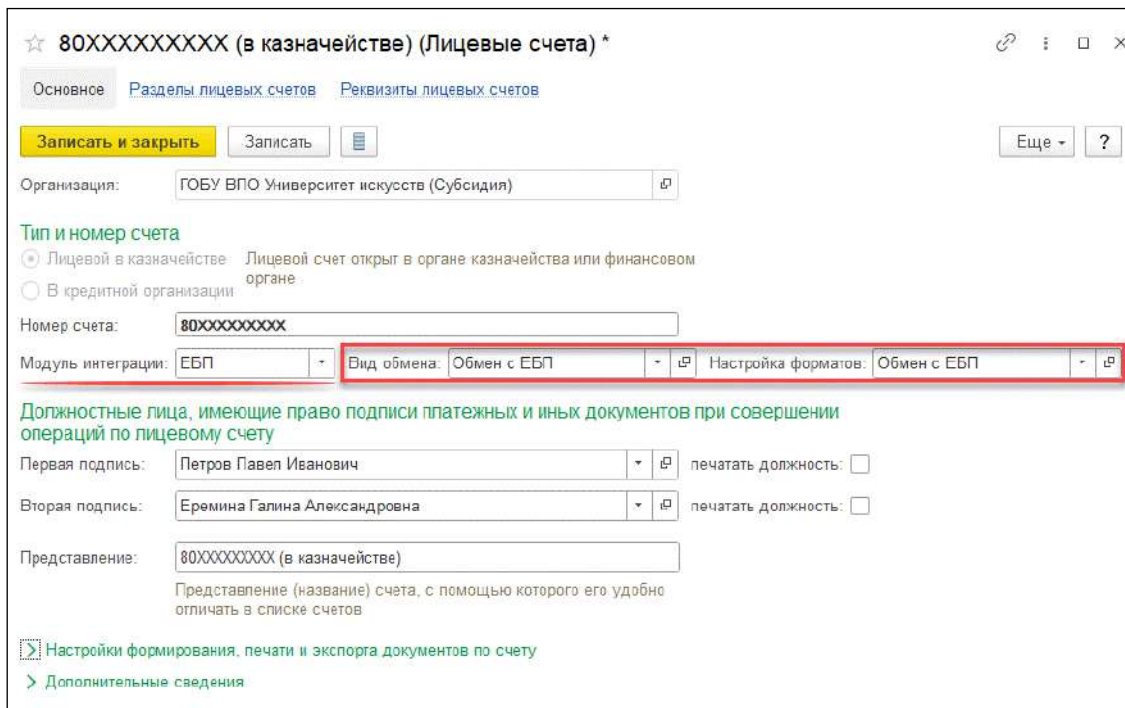 80XXXXXXXXX (в казначействе) (Лицевые счета) *
Основное Разделы лицевых счетов Реквизиты лицевых счетов
Записать и закрыть Записать Еще ?
Организация: ГОБУ ВПО Университет искусств (Субсидия)
Тип и номер счета
Лицевой в казначействе Лицевой счет открыт в органе казначейства или финансовом
органе
В кредитной организации
Номер счета: 80XXXXXXXXX
Модуль интеграции: ЕБП Вид обмена: Обмен с ЕБП Настройка форматов: Обмен с ЕБП
Должностные лица, имеющие право подписи платежных и иных документов при совершении
операций по лицевому счету
Первая подпись: Петров Павел Иванович печатать должность:
Вторая подпись: Еремина Галина Александровна печатать должность:
Представление: 80XXXXXXXXX (в казначействе)
Представление (название) счета, с помощью которого его удобно
отличать в списке счетов
Настройки формирования, печати и экспорта документов по счету
Дополнительные сведения